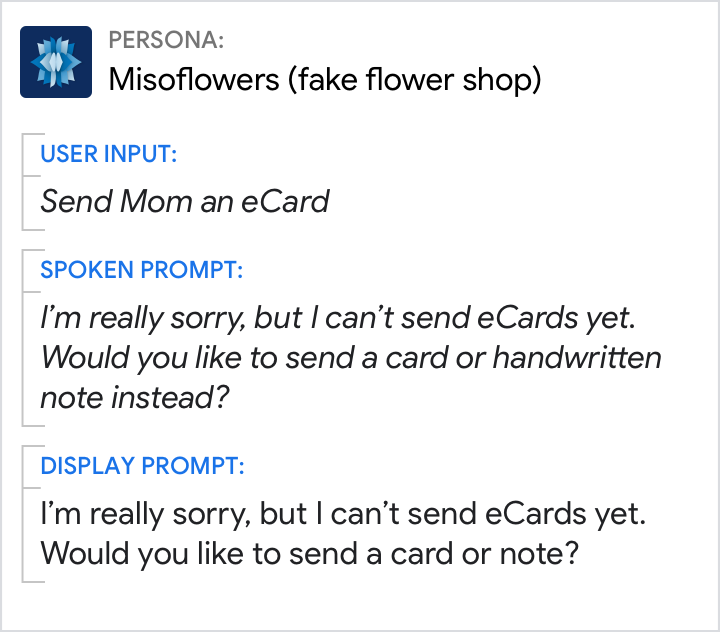 PERSONA:
Misoflowers (fake flower shop)
USER INPUT:
Send Mom an eCard
SPOKEN PROMPT:
I’m really sorry, but I can’t send eCards yet.
Would you like to send a card or handwritten
note instead?
DISPLAY PROMPT:
I’m really sorry, but I can’t send eCards yet.
Would you like to send a card or note?